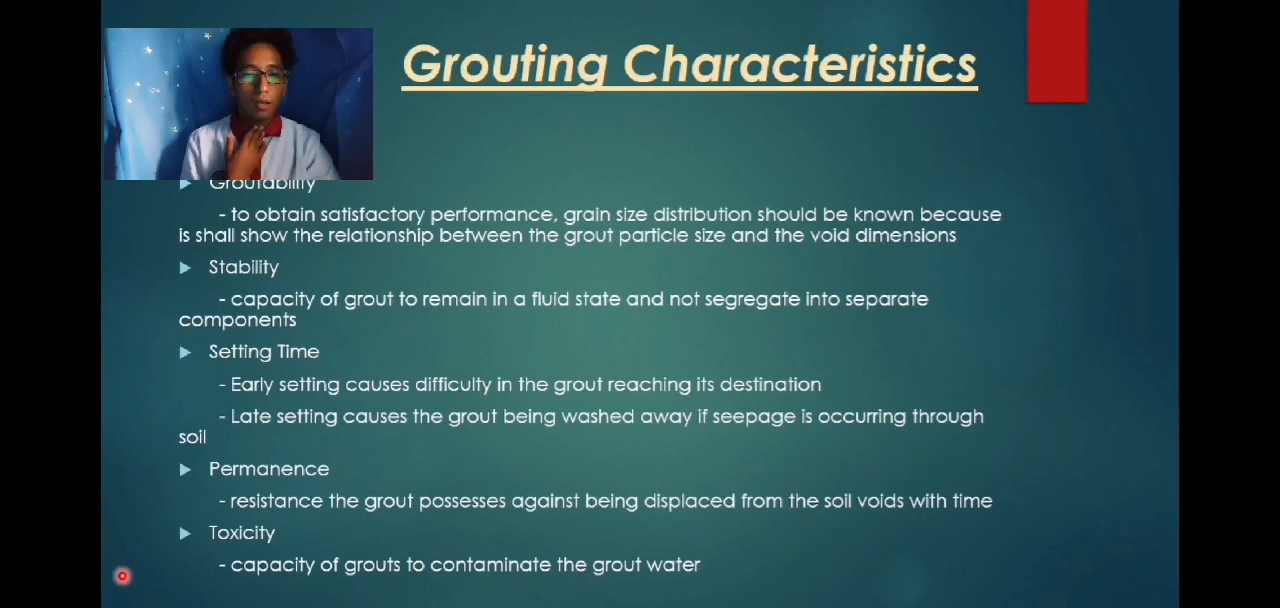 Grouting Characteristics
Groutability
- to obtain satisfactory performance, grain size distribution should be known because
is shall show the relationship between the grout particle size and the void dimensions
Stability
- capacity of grout to remain in a fluid state and not segregate into separate
components
Setting Time
- Early setting causes difficulty in the grout reaching its destination
- Late setting causes the grout being washed away if seepage is occurring through
soil
Permanence
- resistance the grout possesses against being displaced from the soil voids with time
Toxicity
- capacity of grouts to contaminate the grout water